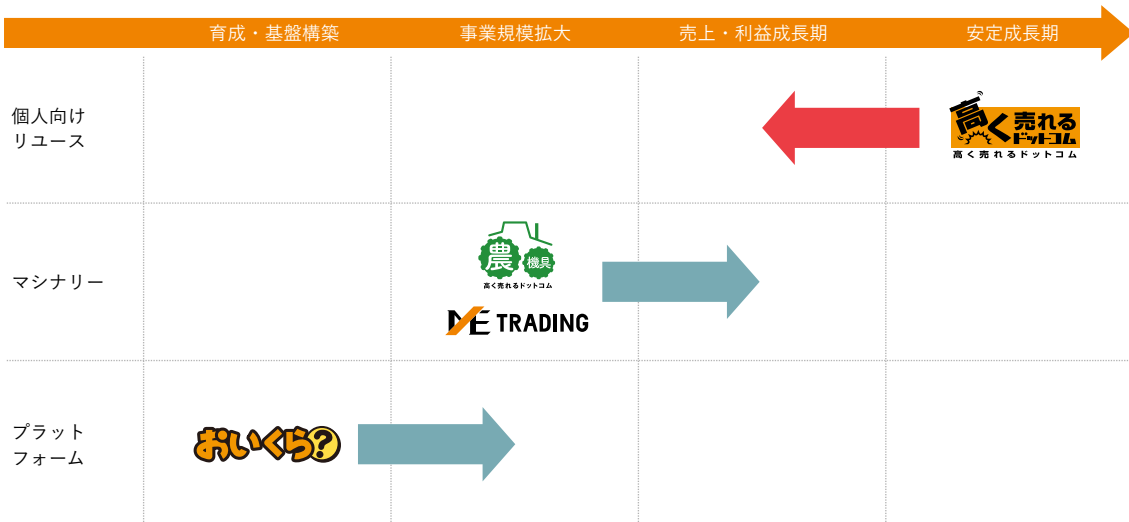 育成・基盤構築
事業規模拡大
売上・利益成長期
安定成長期
個人向け
リユース
高く売れる
ドットコム
高く売れるドットコム
マシナリー
農
機具
高く売れるドットコム
ME TRADING
プラット
フォーム
おいくら?